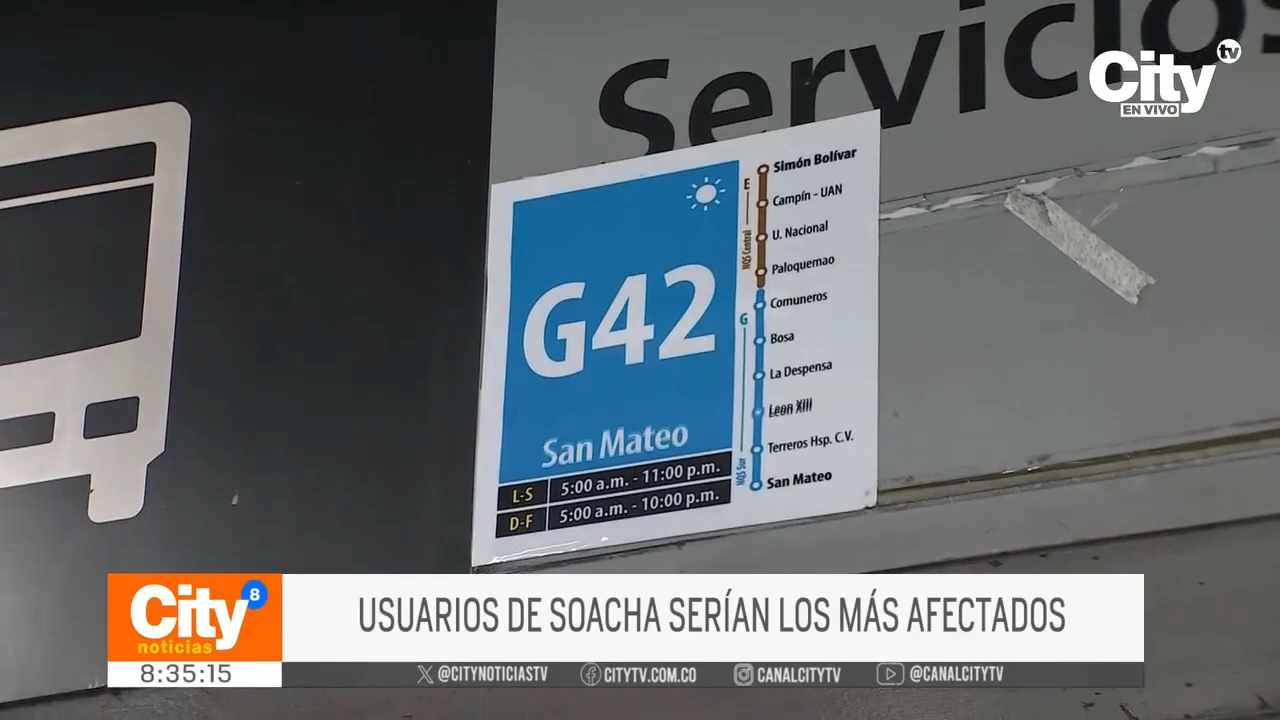 Servicios
City tv
EN VIVO
G42
San Mateo
L-S 5:00 a.m. - 11:00 p.m.
D-F 5:00 a.m. - 10:00 p.m.
E
NQS Central
G
NQS Sur
Simón Bolívar
Campín - UAN
U. Nacional
Paloquemao
Comuneros
Bosa
La Despensa
Leon XIII
Terreros Hsp. C.V.
San Mateo
City 8
noticias
8:35:15
USUARIOS DE SOACHA SERÍAN LOS MÁS AFECTADOS
@CITYNOTICIASTV CITYTV.COM.CO CANALCITYTV @CANALCITYTV